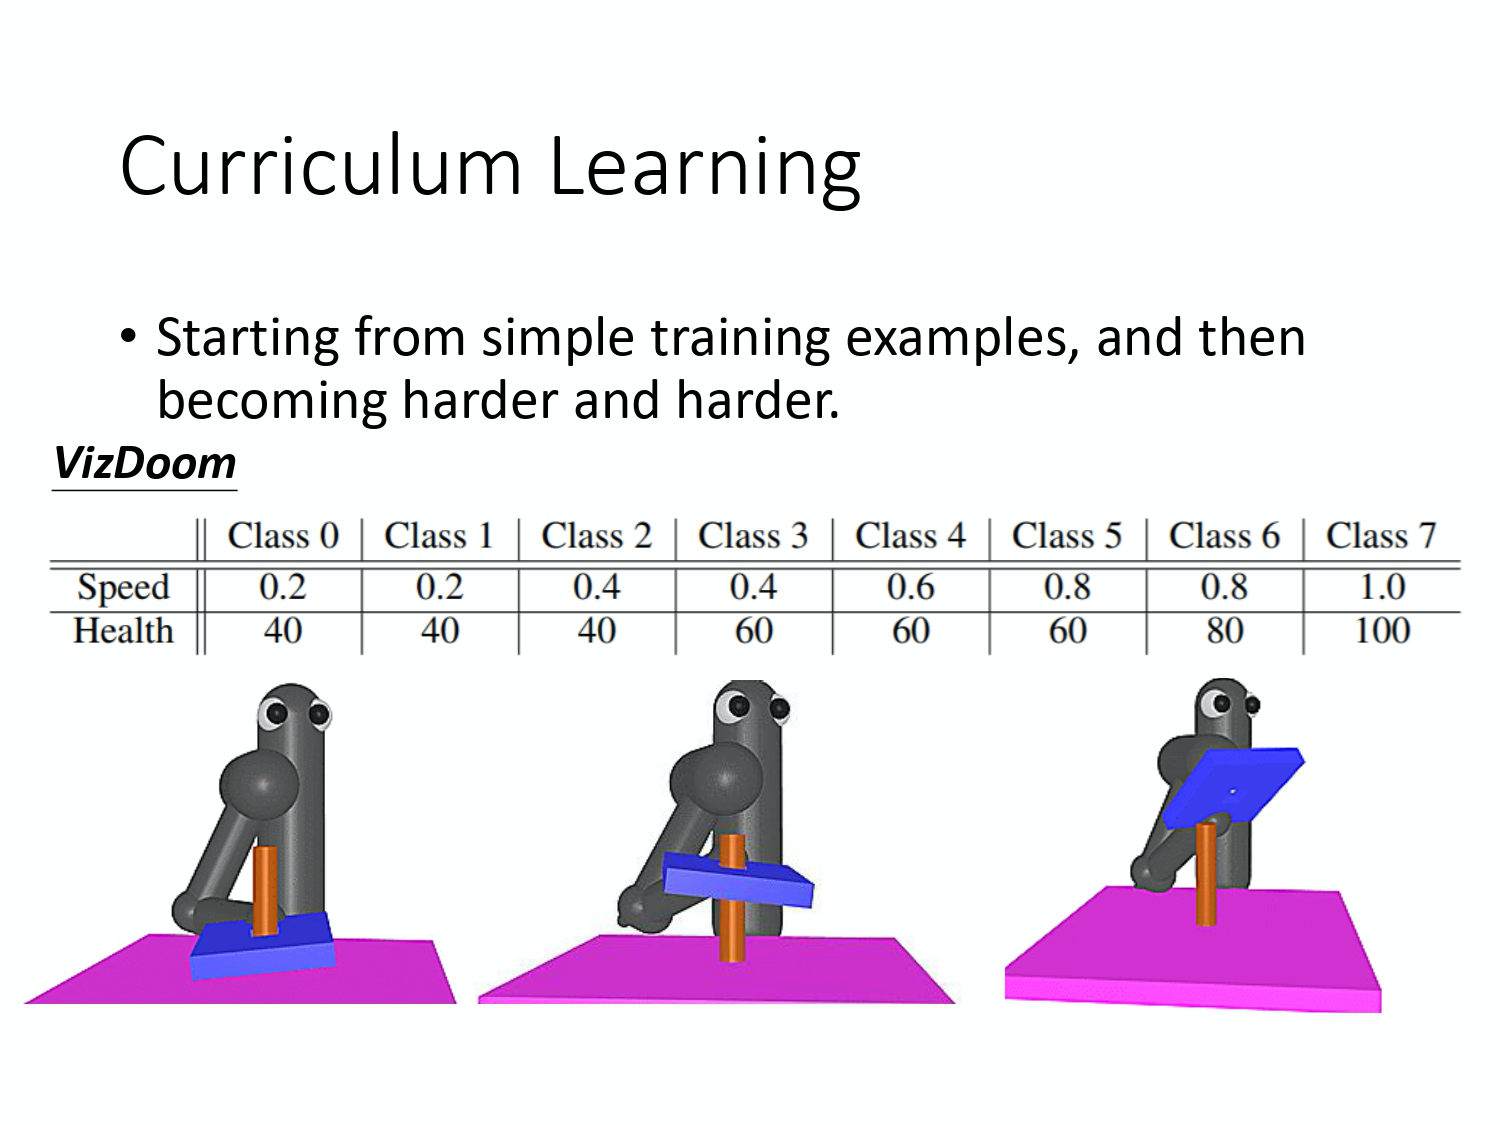 Curriculum Learning
• Starting from simple training examples, and then
becoming harder and harder.
VizDoom
Class 0 Class 1 Class 2 Class 3 Class 4 Class 5 Class 6 Class 7
Speed 0.2 0.2 0.4 0.4 0.6 0.8 0.8 1.0
Health 40 40 40 60 60 60 80 100